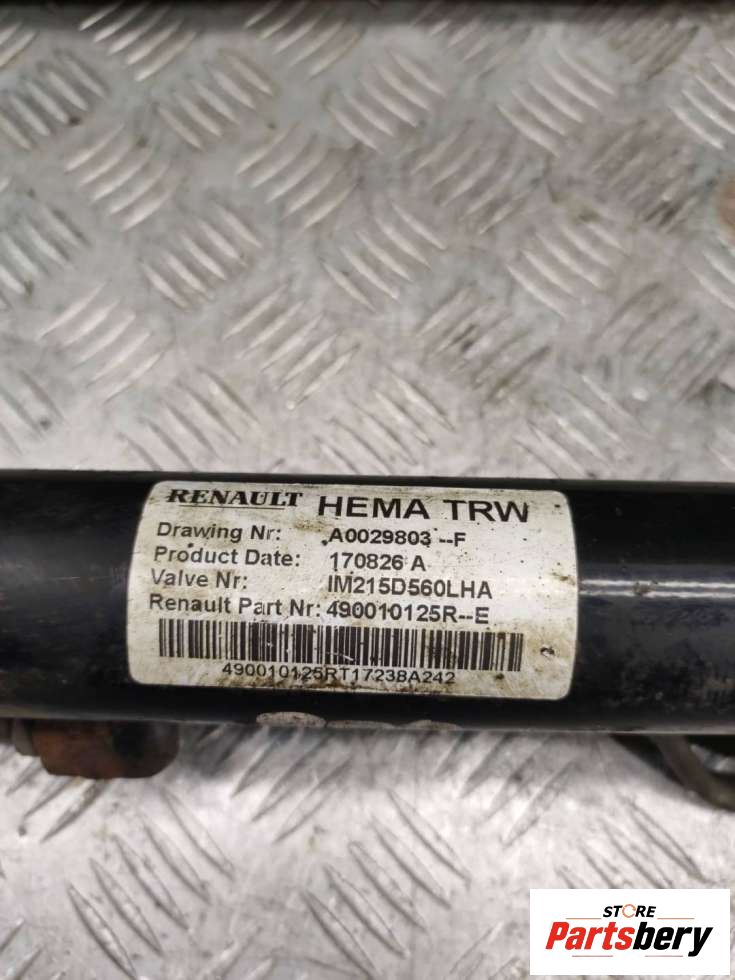 RENAULT HEMA TRW
Drawing Nr: A0029803--F
Product Date: 170826 A
Valve Nr: IM215D560LHA
Renault Part Nr: 490010125R--E
490010125RT17238A242
2
STORE
Partsbery